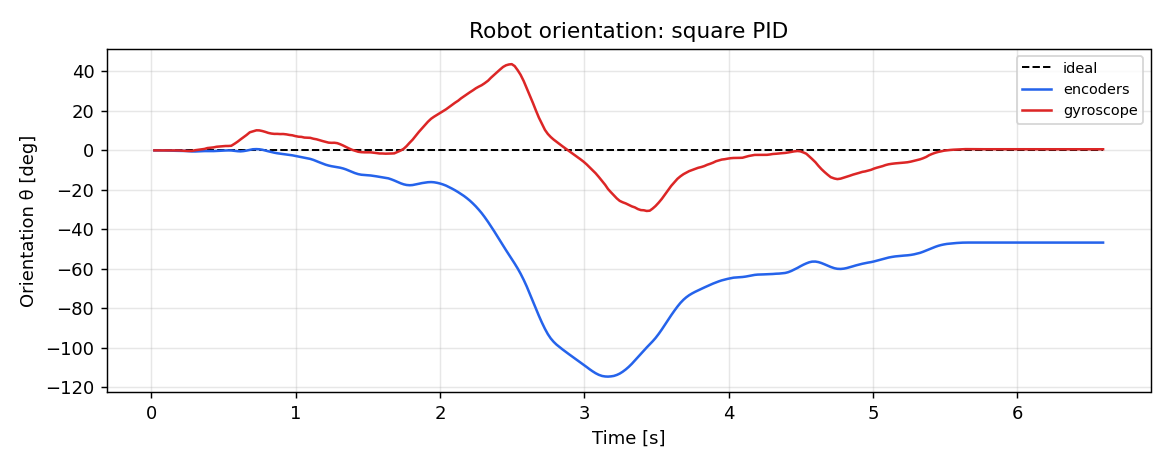 Robot orientation: square PID
Orientation θ [deg]
40
20
0
−20
−40
−60
−80
−100
−120
ideal
encoders
gyroscope
0 1 2 3 4 5 6
Time [s]